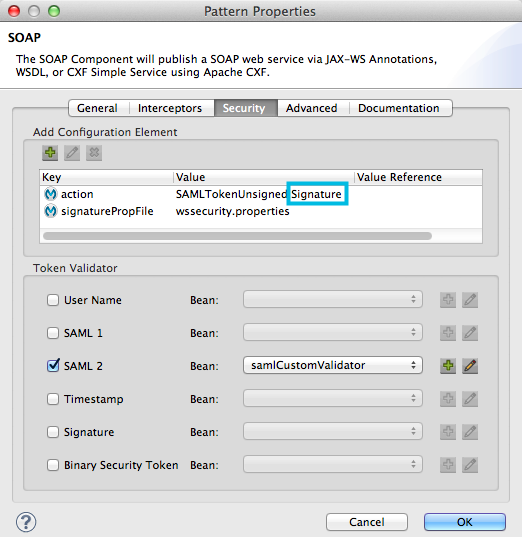 Pattern Properties
SOAP
The SOAP Component will publish a SOAP web service via JAX-WS Annotations,
WSDL, or CXF Simple Service using Apache CXF.
General Interceptors Security Advanced Documentation
Add Configuration Element
Key Value Value Reference
action SAMLTokenUnsigned Signature
signaturePropFile wssecurity.properties
Token Validator
User Name Bean:
SAML 1 Bean:
SAML 2 Bean: samlCustomValidator
Timestamp Bean:
Signature Bean:
Binary Security Token Bean:
? Cancel OK